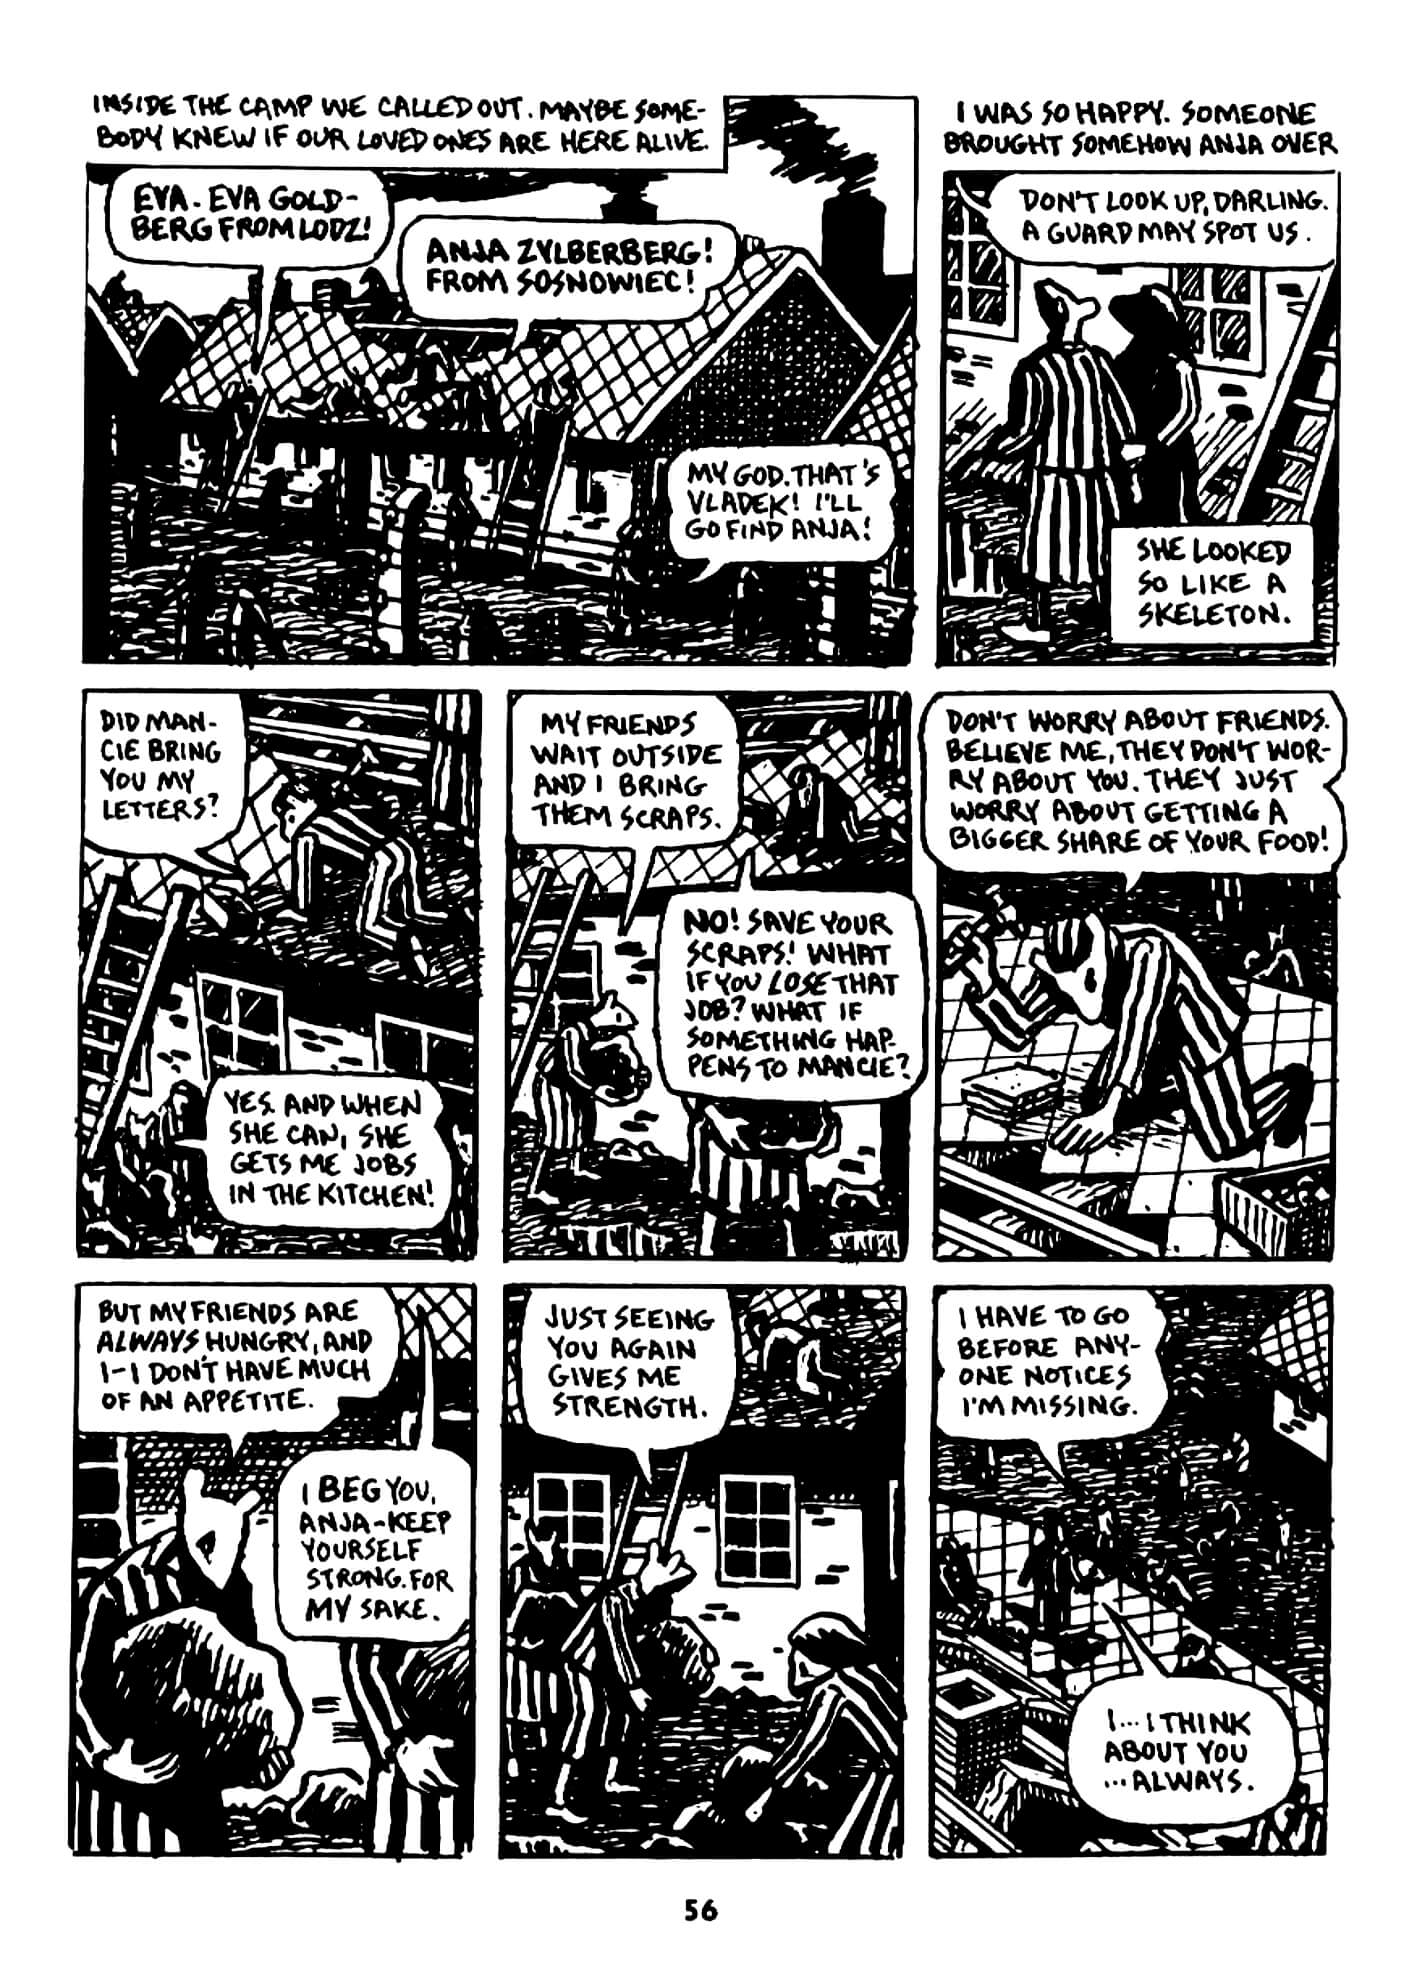 INSIDE THE CAMP WE CALLED OUT. MAYBE SOME-
BODY KNEW IF OUR LOVED ONES ARE HERE ALIVE.
EVA - EVA GOLD-
BERG FROM LODZ!
ANJA ZYLBERBERG!
FROM SOSNOWIEC!
MY GOD. THAT'S
VLADEK! I'LL
GO FIND ANJA!
I WAS SO HAPPY. SOMEONE
BROUGHT SOMEHOW ANJA OVER
DON'T LOOK UP, DARLING.
A GUARD MAY SPOT US.
SHE LOOKED
SO LIKE A
SKELETON.
DID MAN-
CIE BRING
YOU MY
LETTERS?
YES. AND WHEN
SHE CAN, SHE
GETS ME JOBS
IN THE KITCHEN!
MY FRIENDS
WAIT OUTSIDE
AND I BRING
THEM SCRAPS.
NO! SAVE YOUR
SCRAPS! WHAT
IF YOU LOSE THAT
JOB? WHAT IF
SOMETHING HAP-
PENS TO MANCIE?
DON'T WORRY ABOUT FRIENDS.
BELIEVE ME, THEY DON'T WOR-
RY ABOUT YOU. THEY JUST
WORRY ABOUT GETTING A
BIGGER SHARE OF YOUR FOOD!
BUT MY FRIENDS ARE
ALWAYS HUNGRY, AND
I-I DON'T HAVE MUCH
OF AN APPETITE.
I BEG YOU,
ANJA-KEEP
YOURSELF
STRONG. FOR
MY SAKE.
JUST SEEING
YOU AGAIN
GIVES ME
STRENGTH.
I HAVE TO GO
BEFORE ANY-
ONE NOTICES
I'M MISSING.
I... I THINK
ABOUT YOU
...ALWAYS.
56